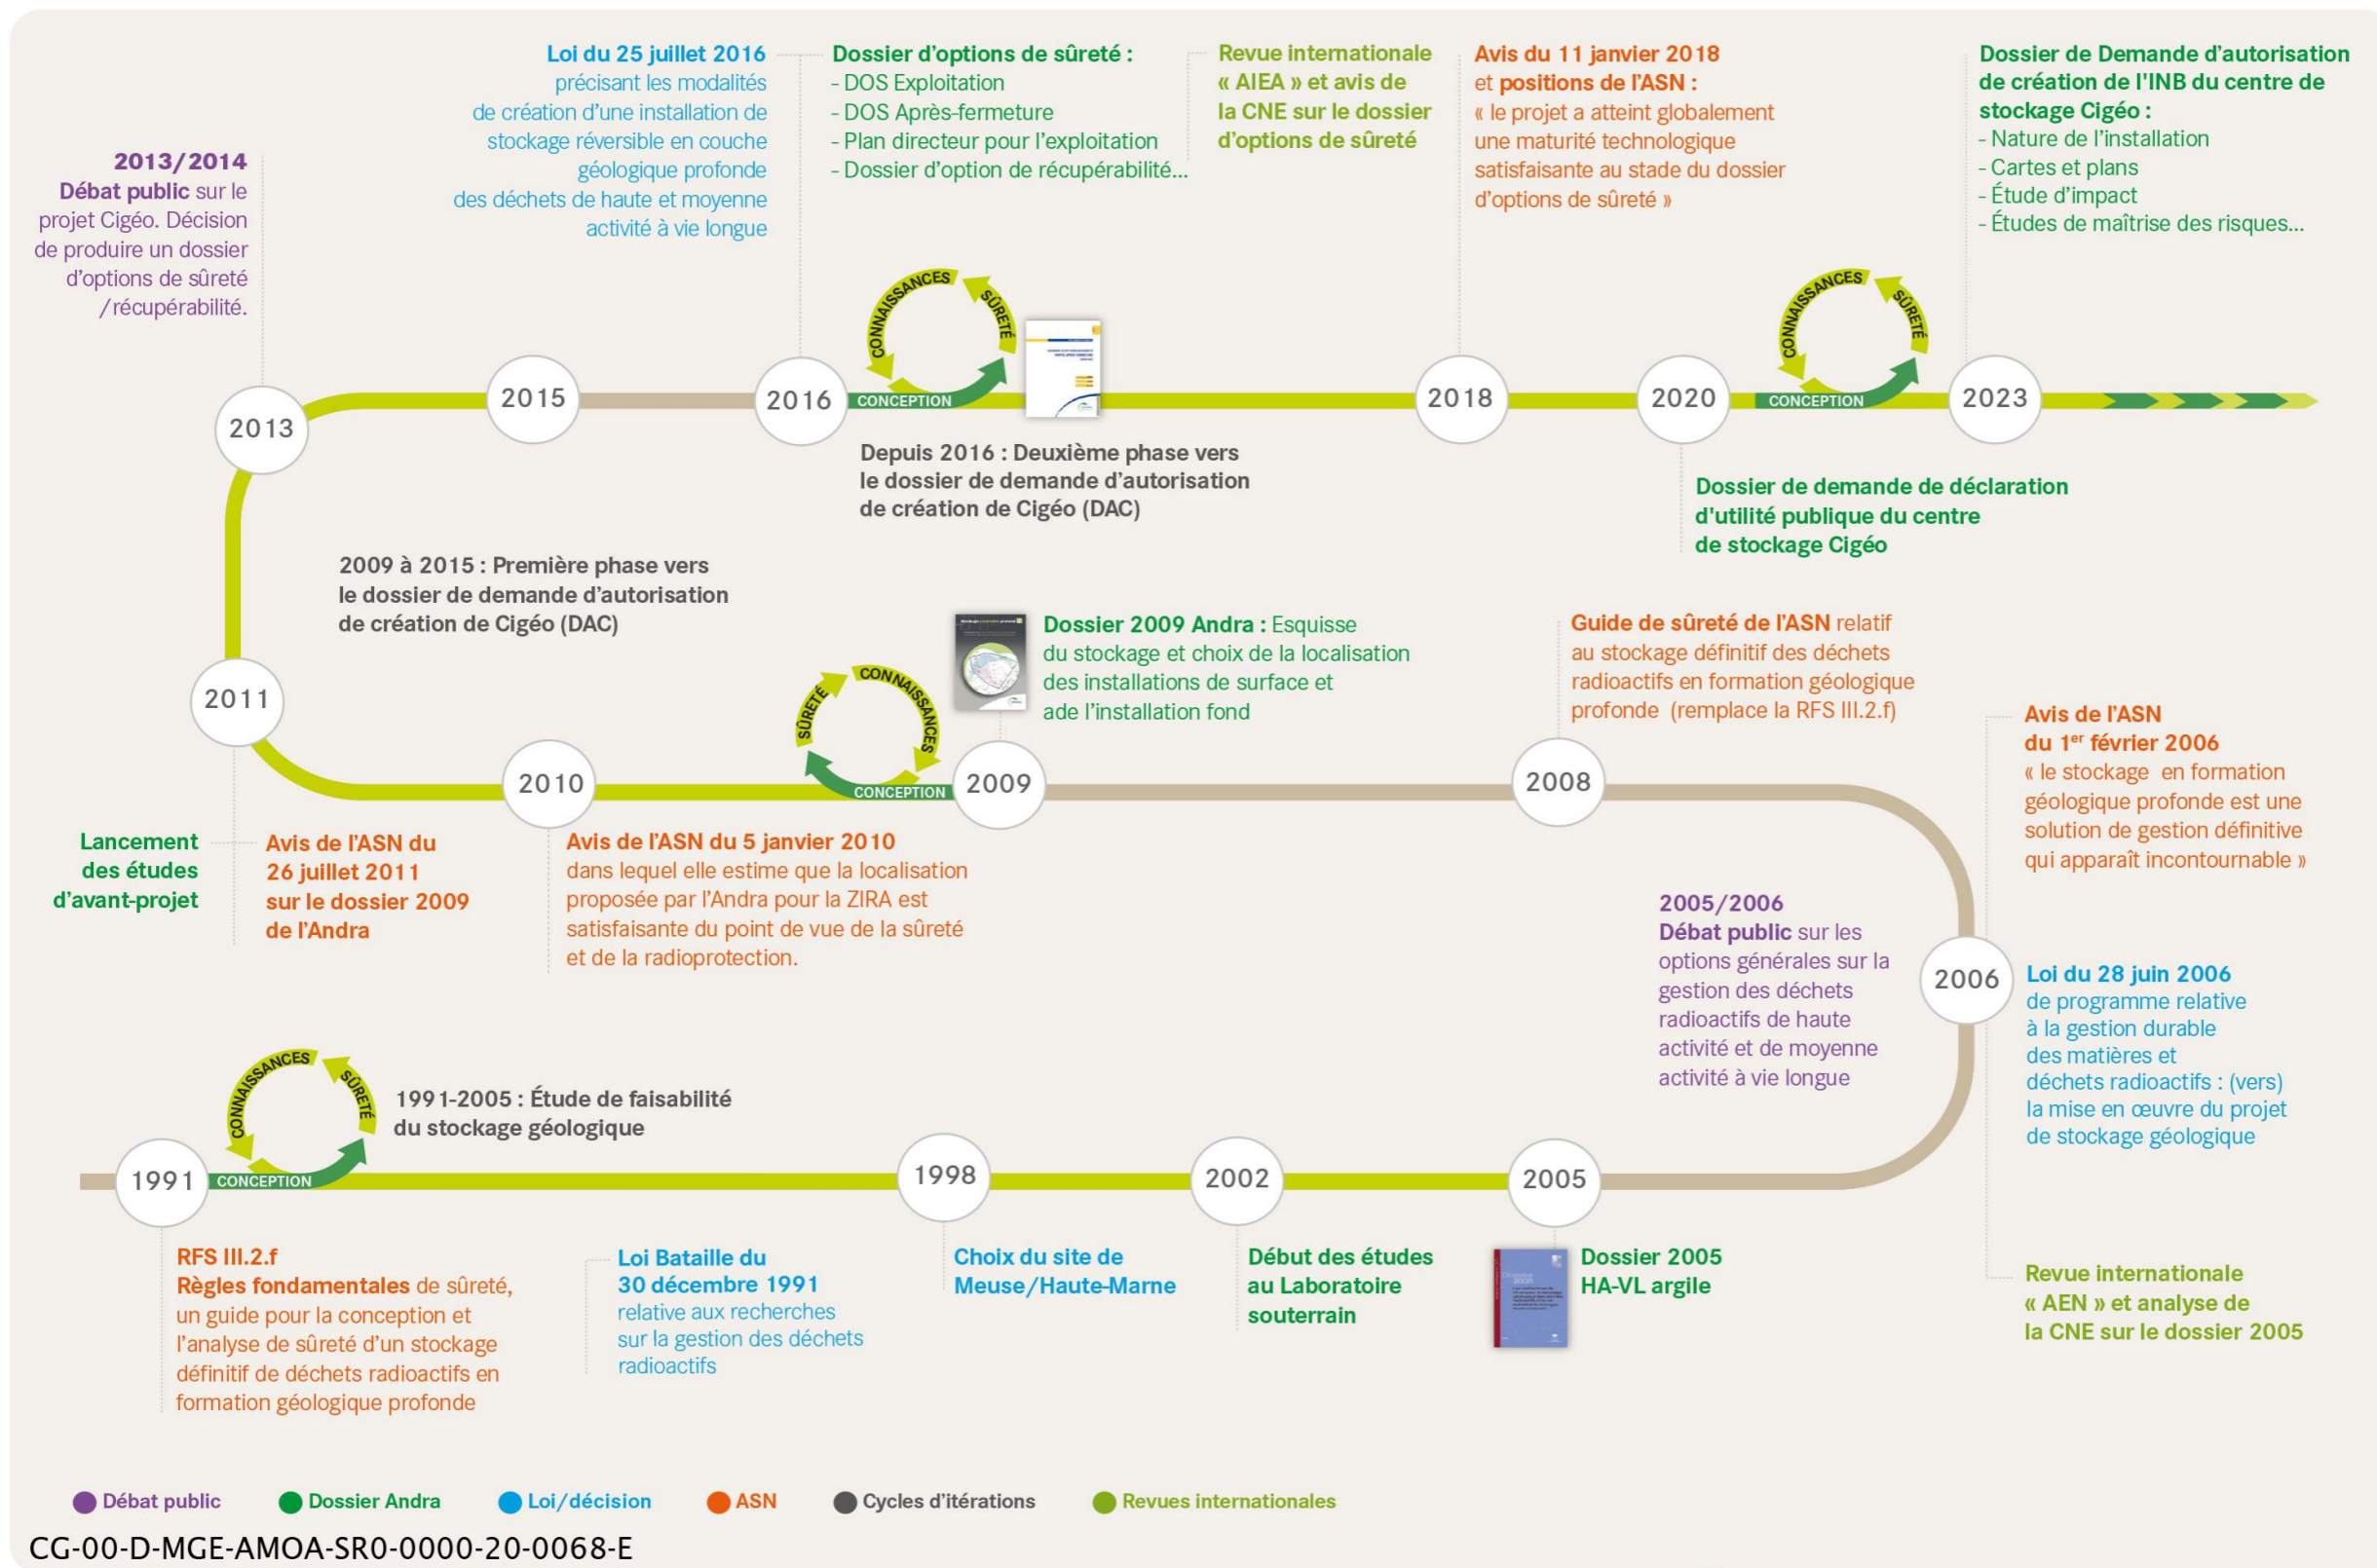 Loi du 25 juillet 2016
précisant les modalités
de création d'une installation de
stockage réversible en couche
géologique profonde
des déchets de haute et moyenne
activité à vie longue
Dossier d'options de sûreté :
- DOS Exploitation
- DOS Après-fermeture
- Plan directeur pour l'exploitation
- Dossier d'option de récupérabilité...
Revue internationale
« AIEA » et avis de
la CNE sur le dossier
d'options de sûreté
Avis du 11 janvier 2018
et positions de l'ASN :
« le projet a atteint globalement
une maturité technologique
satisfaisante au stade du dossier
d'options de sûreté »
Dossier de Demande d'autorisation
de création de l'INB du centre de
stockage Cigéo :
- Nature de l'installation
- Cartes et plans
- Étude d'impact
- Études de maîtrise des risques...
2013/2014
Débat public sur le
projet Cigéo. Décision
de produire un dossier
d'options de sûreté
/récupérabilité.
CONNAISSANCES
SÛRETÉ
CONCEPTION
CONNAISSANCES
SÛRETÉ
CONCEPTION
2013
2015
2016
2018
2020
2023
Depuis 2016 : Deuxième phase vers
le dossier de demande d'autorisation
de création de Cigéo (DAC)
Dossier de demande de déclaration
d'utilité publique du centre
de stockage Cigéo
2009 à 2015 : Première phase vers
le dossier de demande d'autorisation
de création de Cigéo (DAC)
Dossier 2009 Andra : Esquisse
du stockage et choix de la localisation
des installations de surface et
ade l'installation fond
Guide de sûreté de l'ASN relatif
au stockage définitif des déchets
radioactifs en formation géologique
profonde (remplace la RFS III.2.f)
SÛRETÉ
CONNAISSANCES
CONCEPTION
2011
2010
2009
2008
Avis de l'ASN
du 1er février 2006
« le stockage en formation
géologique profonde est une
solution de gestion définitive
qui apparaît incontournable »
Lancement
des études
d'avant-projet
Avis de l'ASN du
26 juillet 2011
sur le dossier 2009
de l'Andra
Avis de l'ASN du 5 janvier 2010
dans lequel elle estime que la localisation
proposée par l'Andra pour la ZIRA est
satisfaisante du point de vue de la sûreté
et de la radioprotection.
2005/2006
Débat public sur les
options générales sur la
gestion des déchets
radioactifs de haute
activité et de moyenne
activité à vie longue
2006
Loi du 28 juin 2006
de programme relative
à la gestion durable
des matières et
déchets radioactifs : (vers)
la mise en œuvre du projet
de stockage géologique
CONNAISSANCES
SÛRETÉ
CONCEPTION
1991-2005 : Étude de faisabilité
du stockage géologique
1991
1998
2002
2005
RFS III.2.f
Règles fondamentales de sûreté,
un guide pour la conception et
l'analyse de sûreté d'un stockage
définitif de déchets radioactifs en
formation géologique profonde
Loi Bataille du
30 décembre 1991
relative aux recherches
sur la gestion des déchets
radioactifs
Choix du site de
Meuse/Haute-Marne
Début des études
au Laboratoire
souterrain
Dossier 2005
HA-VL argile
Revue internationale
« AEN » et analyse de
la CNE sur le dossier 2005
Débat public
Dossier Andra
Loi/décision
ASN
Cycles d'itérations
Revues internationales
CG-00-D-MGE-AMOA-SR0-0000-20-0068-E